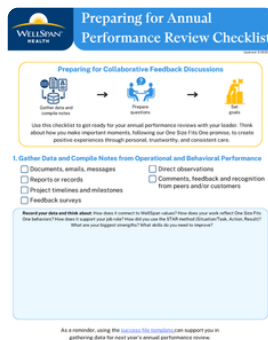 WELLSPAN
HEALTH
Preparing for Annual
Performance Review Checklist
Preparing for Collaborative Feedback Discussions
Gather data and
compile notes
Prepare
questions
Set
goals
Use this checklist to get ready for your annual performance reviews with your leader. Think
about how you make important moments, following our One Size Fits One promise, to create
positive experiences through personal, trustworthy, and consistent care.
1. Gather Data and Compile Notes from Operational and Behavioral Performance
Documents, emails, messages
Reports or records
Project timelines and milestones
Feedback surveys
Direct observations
Comments, feedback and recognition
from peers and/or customers
Record your data and think about: How does it connect to WellSpan values? How does your work reflect One Size Fits
One behaviors? How does it support your job role? How did you use the STAR method (Situation/Task, Action, Result)?
What are your biggest strengths? What skills do you need to improve?
As a reminder, using the success file template can support you in
gathering data for next year's annual performance review.